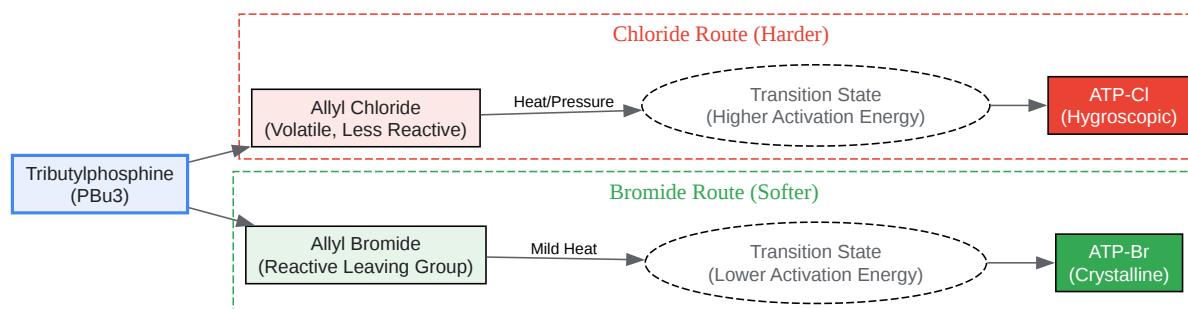 Chloride Route (Harder)
Allyl Chloride
(Volatile, Less Reactive)
Heat/Pressure
Transition State
(Higher Activation Energy)
ATP-Cl
(Hygroscopic)
Tributylphosphine
(PBu3)
Bromide Route (Softer)
Allyl Bromide
(Reactive Leaving Group)
Mild Heat
Transition State
(Lower Activation Energy)
ATP-Br
(Crystalline)